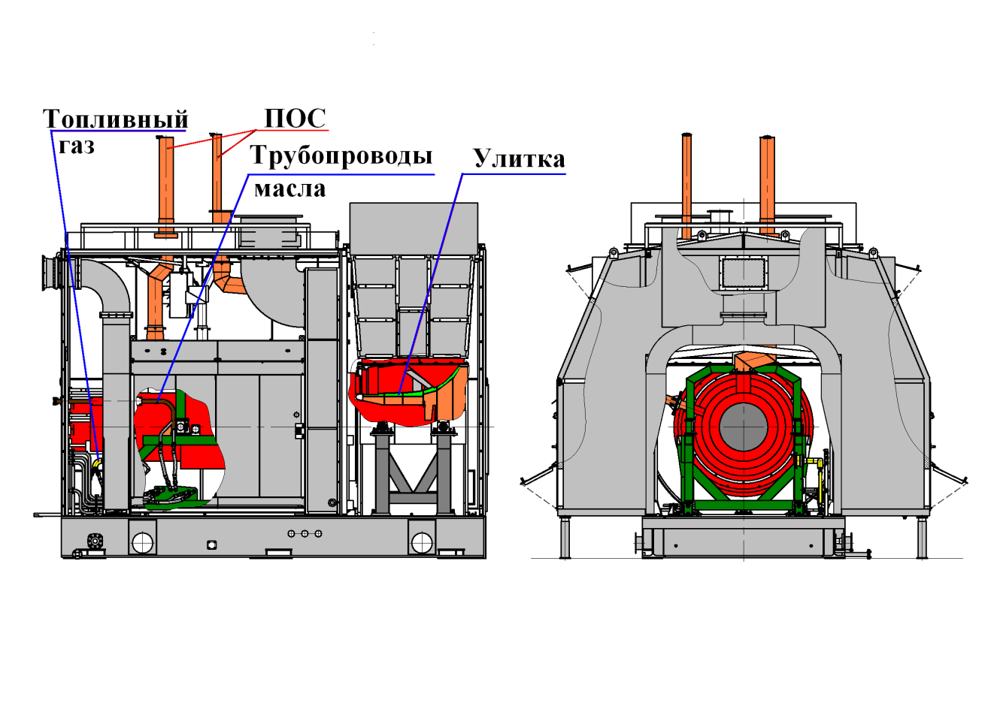 Топливный
газ
ПОС
Трубопроводы
масла
Улитка